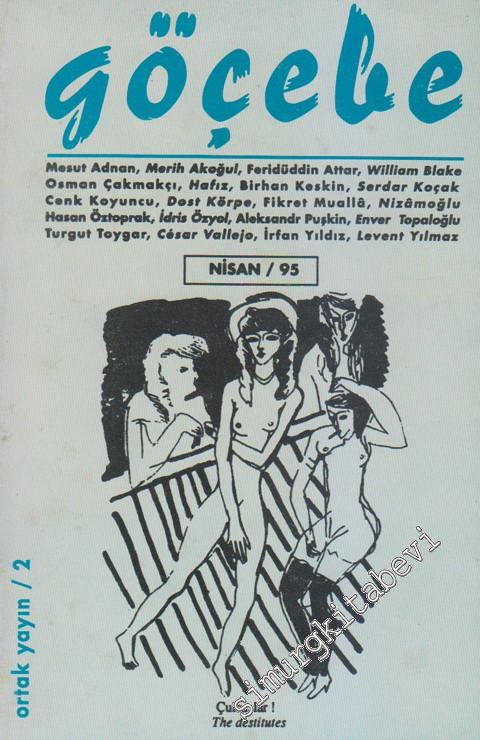 göçebe
Mesut Adnan, Merih Akoğul, Feridüddin Attar, William Blake
Osman Çakmakçı, Hafız, Birhan Keskin, Serdar Koçak
Cenk Koyuncu, Dost Körpe, Fikret Muallâ, Nizâmoğlu
Hasan Öztoprak, İdris Özyol, Aleksandr Puşkin, Enver Topaloğlu
Turgut Toygar, César Vallejo, İrfan Yıldız, Levent Yılmaz
NİSAN / 95
ortak yayın / 2
simurgkitabevi
The destitutes